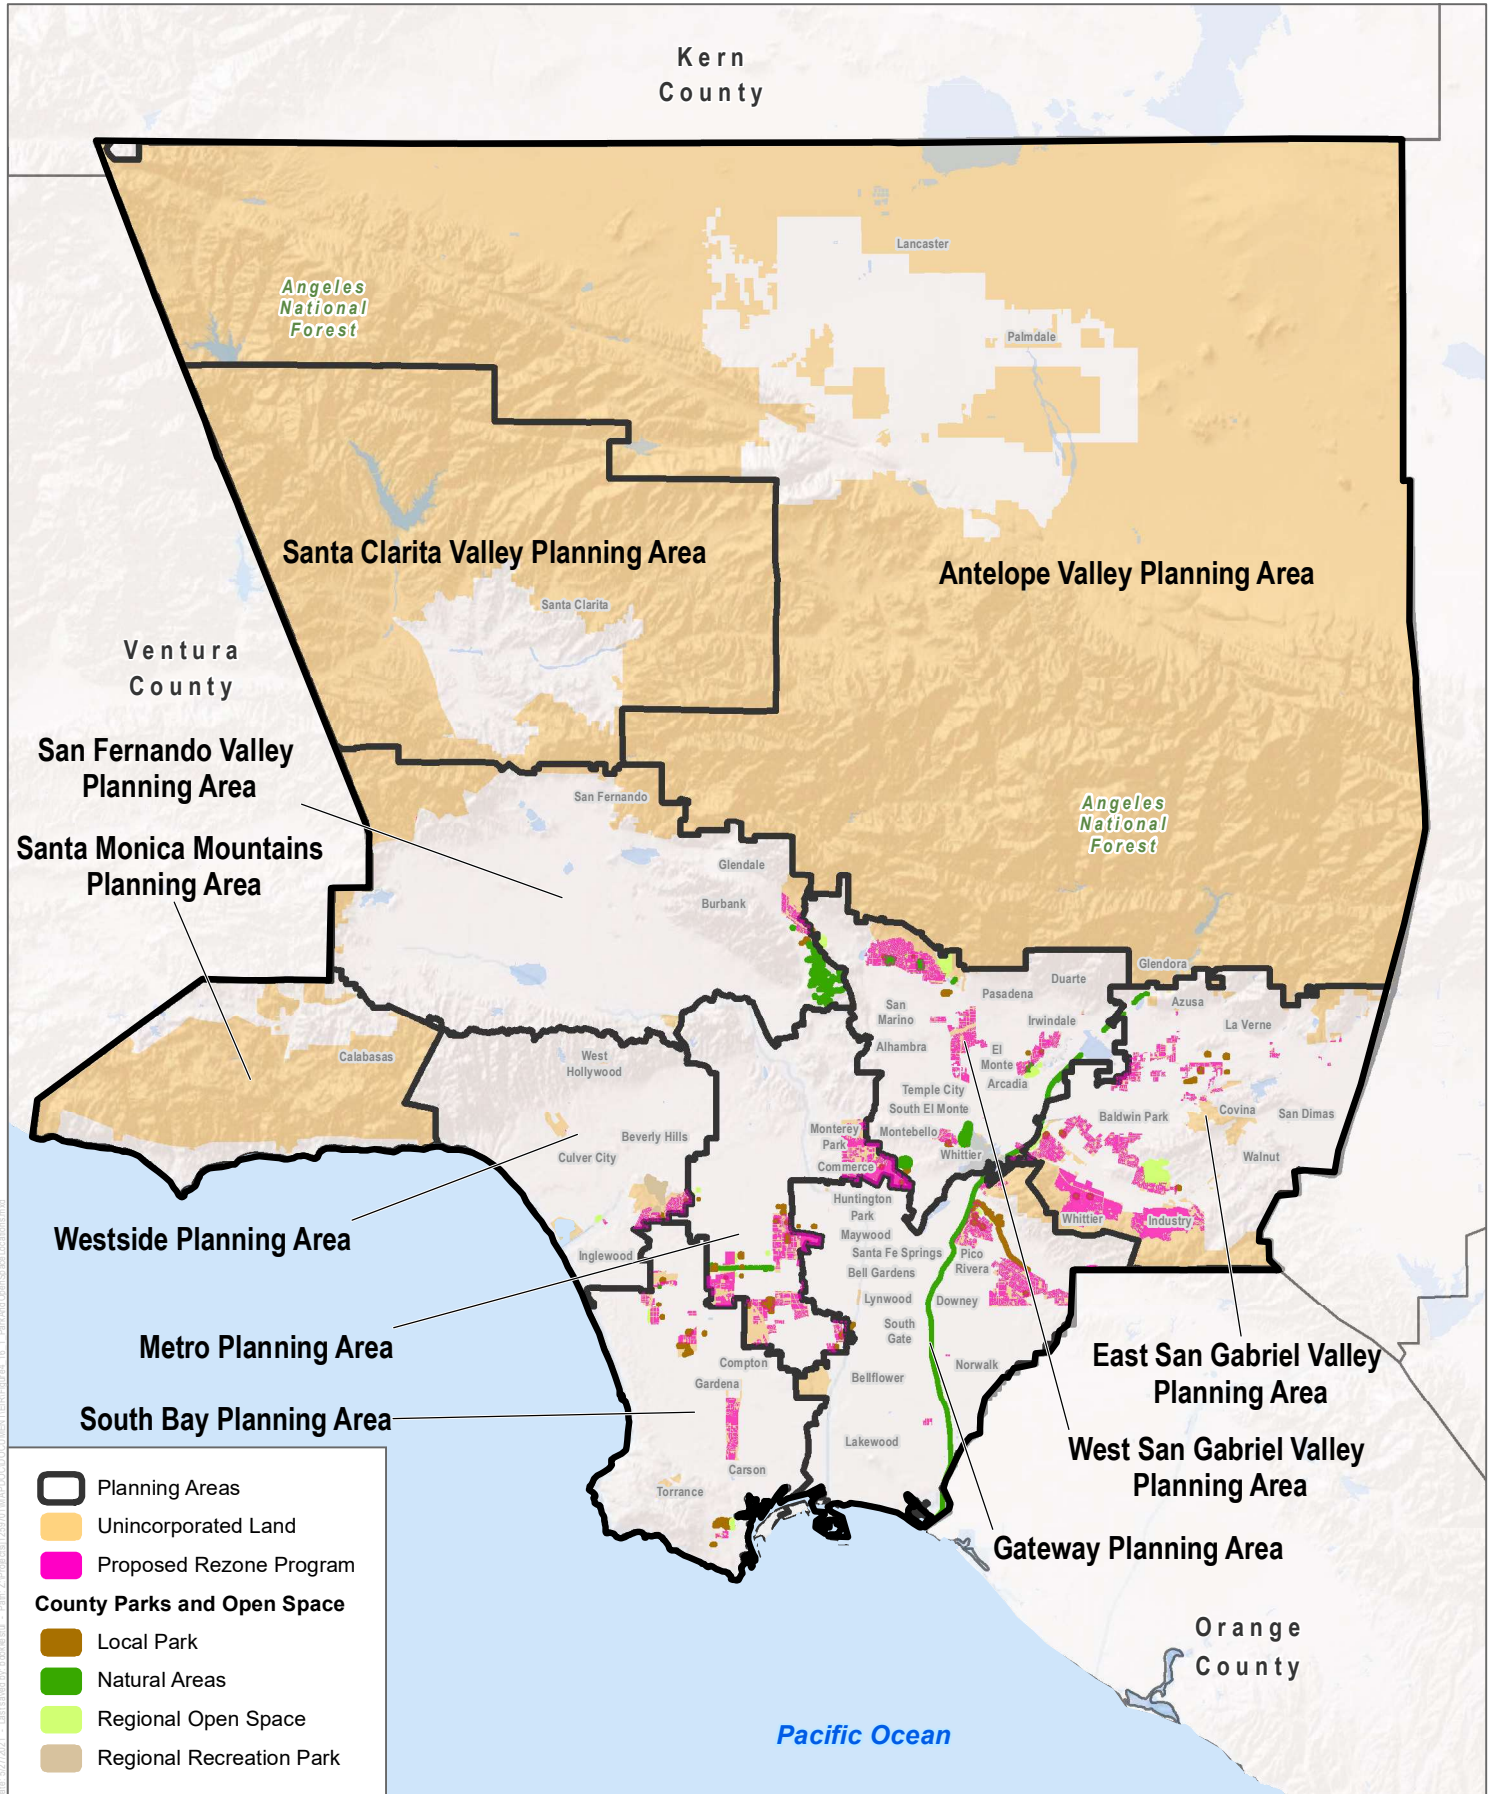 Kern
County
Lancaster
Angeles
National
Forest
Palmdale
Santa Clarita Valley Planning Area
Antelope Valley Planning Area
Santa Clarita
Ventura
County
San Fernando Valley
Planning Area
San Fernando
Angeles
National
Forest
Santa Monica Mountains
Planning Area
Glendale
Burbank
Glendora
Duarte
Pasadena
Azusa
San
Marino
Irwindale
La Verne
Alhambra
El
Monte
Arcadia
Calabasas
West
Hollywood
Temple City
South El Monte
Baldwin Park
Covina
San Dimas
Monterey
Park
Montebello
Beverly Hills
Culver City
Commerce
Whittier
Walnut
Huntington
Park
Whittier
Industry
Westside Planning Area
Maywood
Inglewood
Santa Fe Springs
Pico
Rivera
Bell Gardens
Lynwood
Downey
South
Gate
Metro Planning Area
Compton
Norwalk
East San Gabriel Valley
Planning Area
Gardena
Bellflower
South Bay Planning Area
Lakewood
West San Gabriel Valley
Planning Area
Carson
Torrance
Gateway Planning Area
Planning Areas
Unincorporated Land
Proposed Rezone Program
County Parks and Open Space
Local Park
Natural Areas
Regional Open Space
Regional Recreation Park
Orange
County
Pacific Ocean